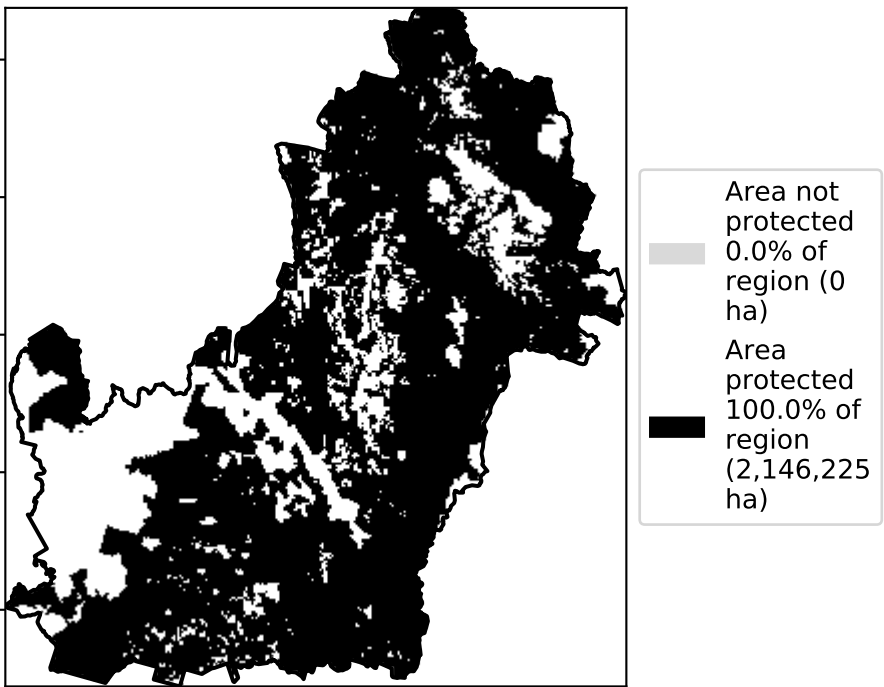 Area not
protected
0.0% of
region (0
ha)
Area
protected
100.0% of
region
(2,146,225
ha)